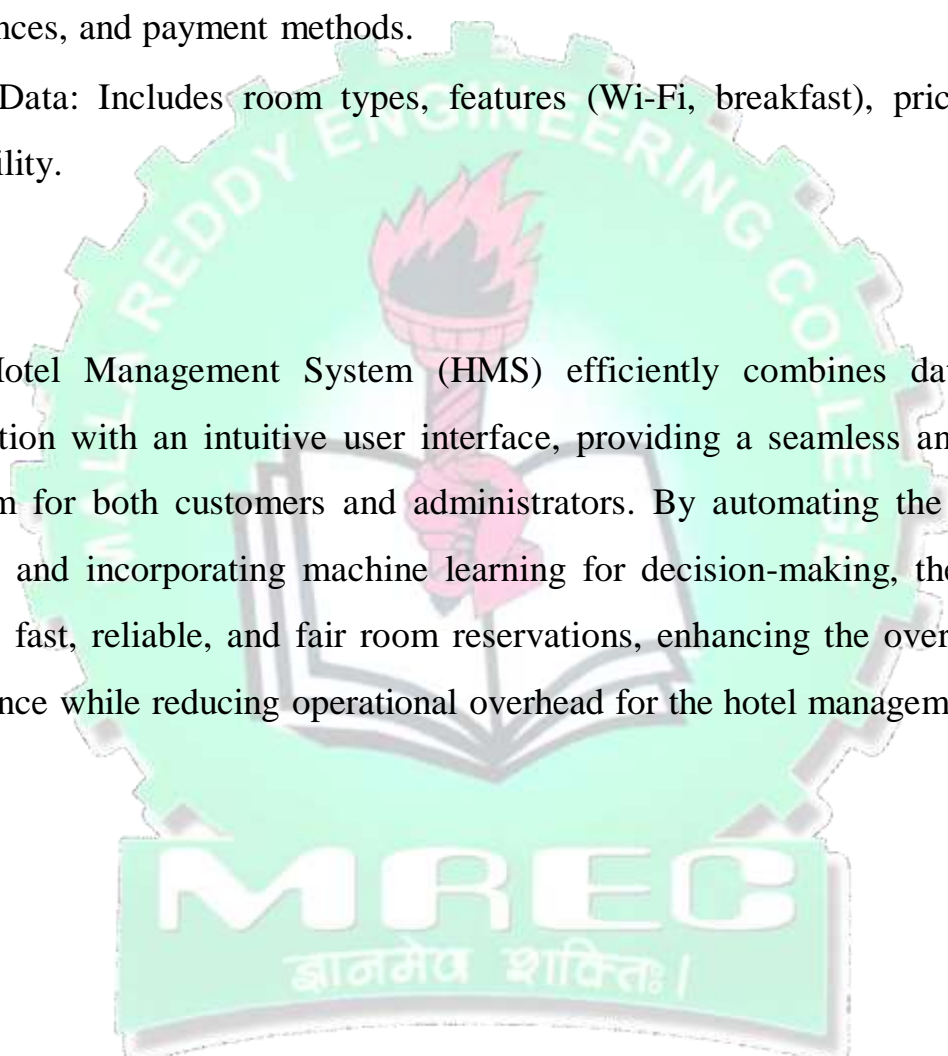 nces, and payment methods.
Data: Includes room types, features (Wi-Fi, breakfast), pric
ility.
Hotel Management System (HMS) efficiently combines dat
tion with an intuitive user interface, providing a seamless an
m for both customers and administrators. By automating the
and incorporating machine learning for decision-making, the
fast, reliable, and fair room reservations, enhancing the over
nce while reducing operational overhead for the hotel managem
MALLA REDDY ENGINEERING COLLEGE
MREC
ज्ञानमेव शक्तिः।